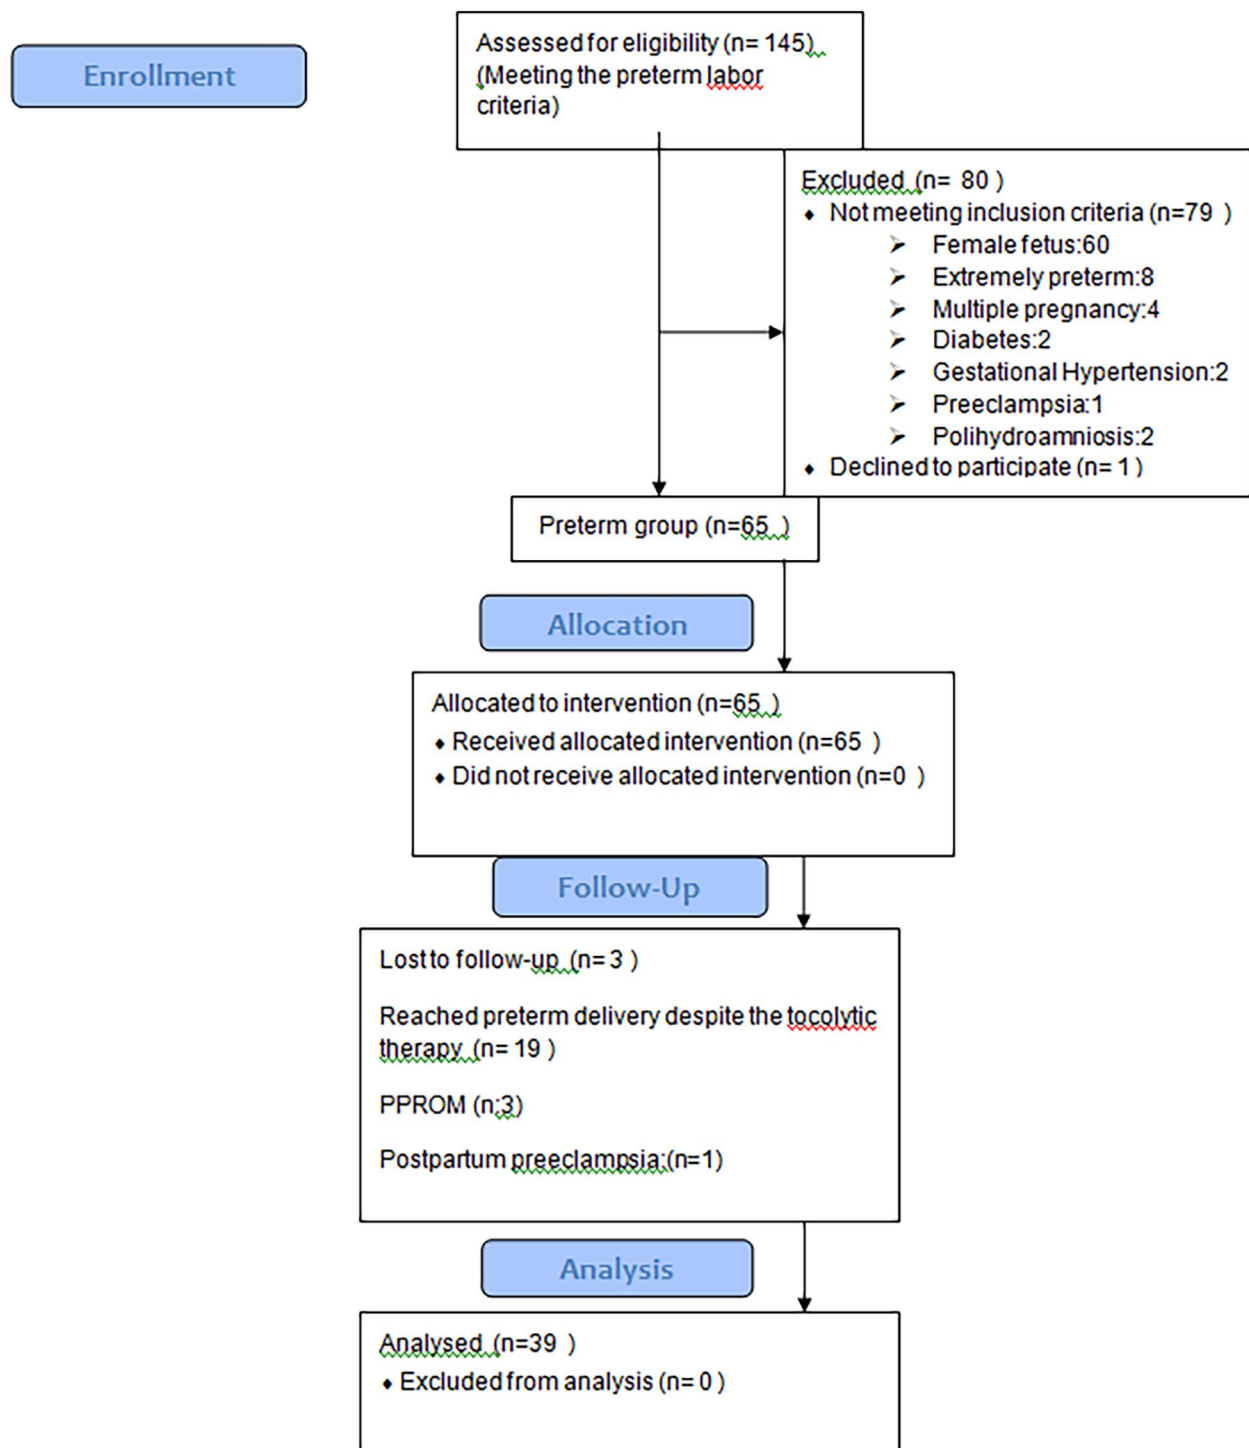 Enrollment
Assessed for eligibility (n= 145)
(Meeting the preterm labor
criteria)
Excluded (n= 80 )
♦ Not meeting inclusion criteria (n=79 )
➢ Female fetus:60
➢ Extremely preterm:8
➢ Multiple pregnancy:4
➢ Diabetes:2
➢ Gestational Hypertension:2
➢ Preeclampsia:1
➢ Polihydroamniosis:2
♦ Declined to participate (n= 1 )
Preterm group (n=65 )
Allocation
Allocated to intervention (n=65 )
♦ Received allocated intervention (n=65 )
♦ Did not receive allocated intervention (n=0 )
Follow-Up
Lost to follow-up (n= 3 )
Reached preterm delivery despite the tocolytic
therapy (n= 19 )
PPROM (n:3)
Postpartum preeclampsia:(n=1)
Analysis
Analysed (n=39 )
♦ Excluded from analysis (n= 0 )